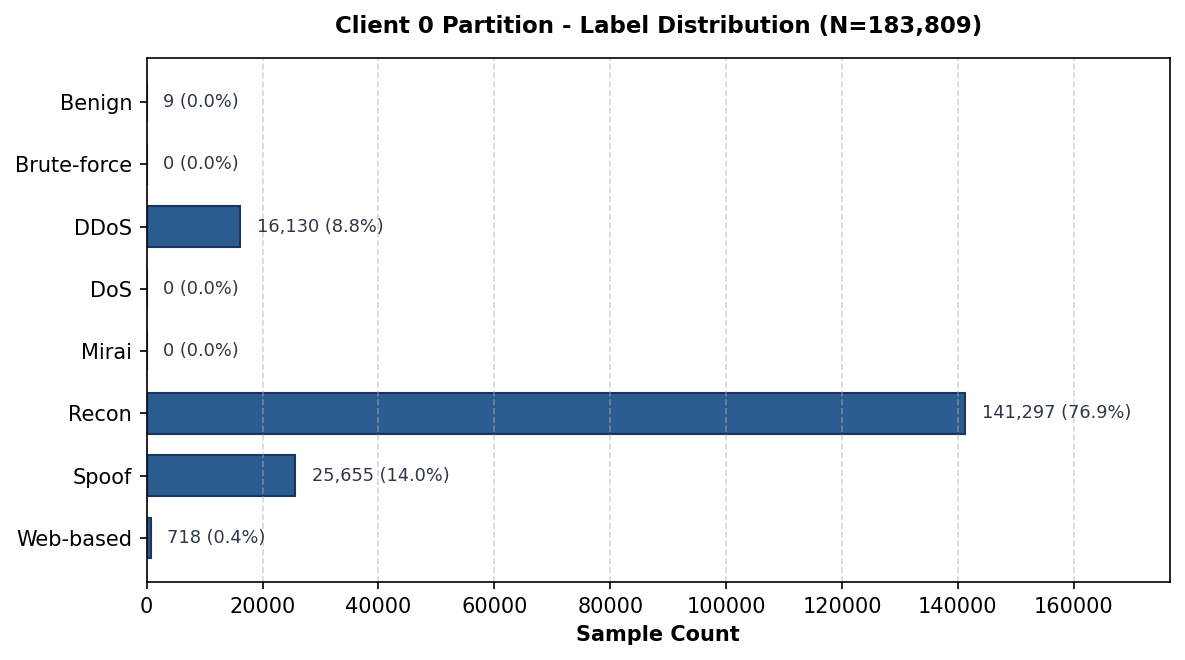 Client 0 Partition - Label Distribution (N=183,809)
Benign 9 (0.0%)
Brute-force 0 (0.0%)
DDoS 16,130 (8.8%)
DoS 0 (0.0%)
Mirai 0 (0.0%)
Recon 141,297 (76.9%)
Spoof 25,655 (14.0%)
Web-based 718 (0.4%)
0 20000 40000 60000 80000 100000 120000 140000 160000
Sample Count